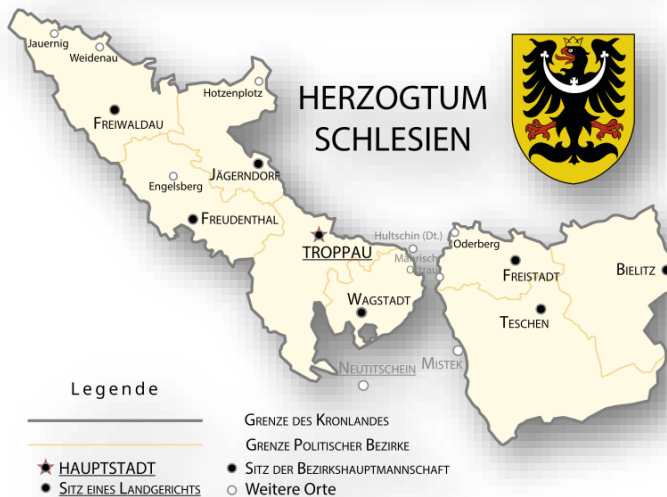 Jauernig
Weidenau
Hotzenplotz
HERZOGTUM
SCHLESIEN
FREIWALDAU
JÄGERNDORF
Engelsberg
FREUDENTHAL
Hultschin (Dt.)
Oderberg
TROPPAU
Mährisch
Ostrau
FREISTADT
BIELITZ
WAGSTADT
TESCHEN
NEUTITSCHEIN
MISTEK
Legende
GRENZE DES KRONLANDES
GRENZE POLITISCHER BEZIRKE
HAUPTSTADT
SITZ DER BEZIRKSHAUPTMANNSCHAFT
SITZ EINES LANDGERICHTS
Weitere Orte